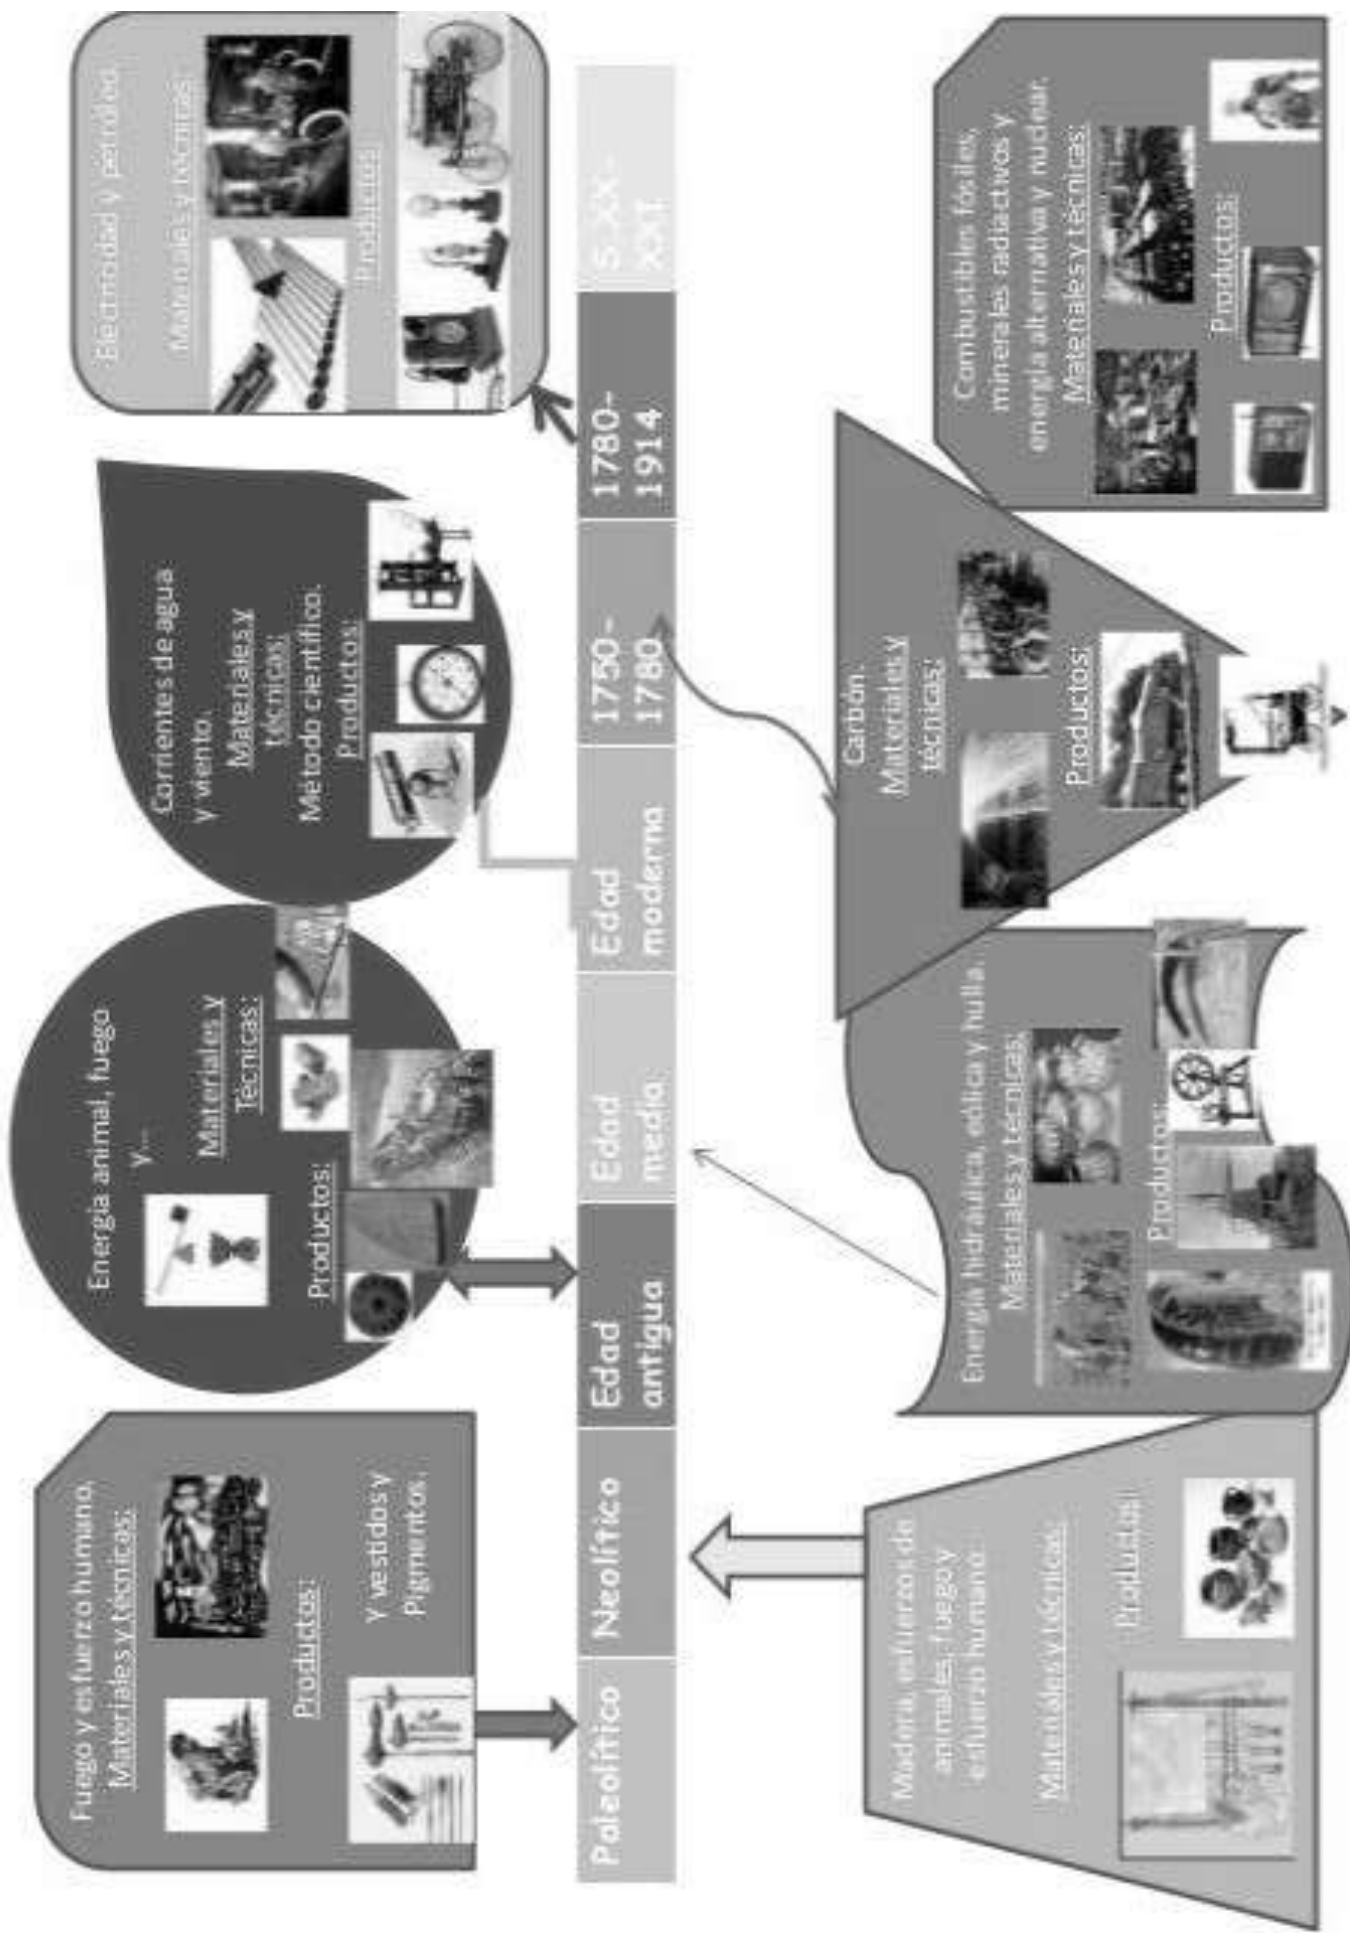 Fuego y esfuerzo humano.
Materiales y técnicas:
Productos:
Y vestidos y
Pigmentos.
Energía animal, fuego
y...
Materiales y
Técnicas:
Productos:
Corrientes de agua
y viento.
Materiales y
técnicas:
Método científico.
Productos:
Electricidad y petróleo.
Materiales y técnicas:
Productos:
Paleolítico
Neolítico
Edad
antigua
Edad
media
Edad
moderna
1750-
1780
1780-
1914
S.XX-
XXI
Madera, esfuerzo de
animales, fuego y
esfuerzo humano.
Materiales y técnicas:
Productos:
Energía hidráulica, eólica y hulla.
Materiales y técnicas:
Productos:
Carbón.
Materiales y
técnicas:
Productos:
Combustibles fósiles,
minerales radiactivos y
energía alternativa y nuclear.
Materiales y técnicas:
Productos: